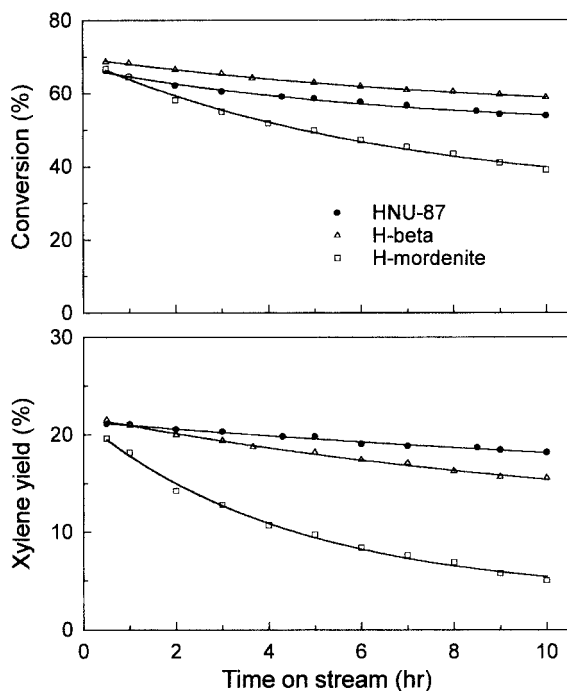 80
60
40
20
0
Conversion (%)
HNU-87
H-beta
H-mordenite
30
20
10
0
Xylene yield (%)
0 2 4 6 8 10
Time on stream (hr)